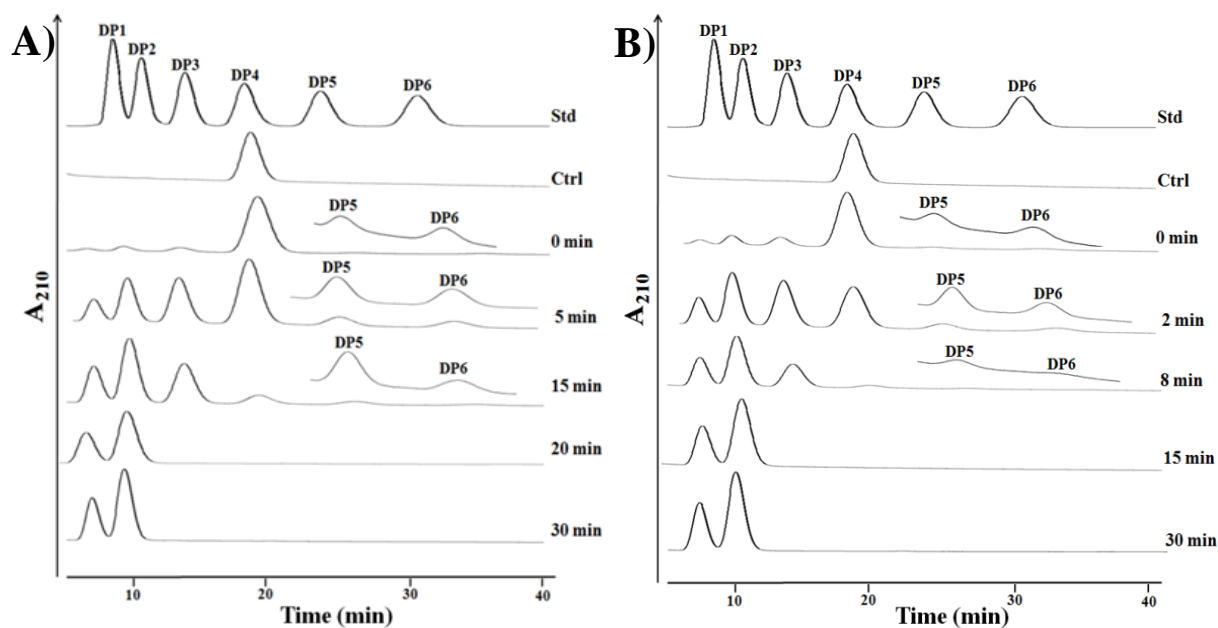 A)
DP1
DP2
DP3
DP4
DP5
DP6
Std
Ctrl
DP5
DP6
0 min
DP5
DP6
5 min
DP5
DP6
15 min
20 min
30 min
A210
10 20 30 40
Time (min)
B)
DP1
DP2
DP3
DP4
DP5
DP6
Std
Ctrl
DP5
DP6
0 min
DP5
DP6
2 min
DP5
DP6
8 min
15 min
30 min
A210
10 20 30 40
Time (min)